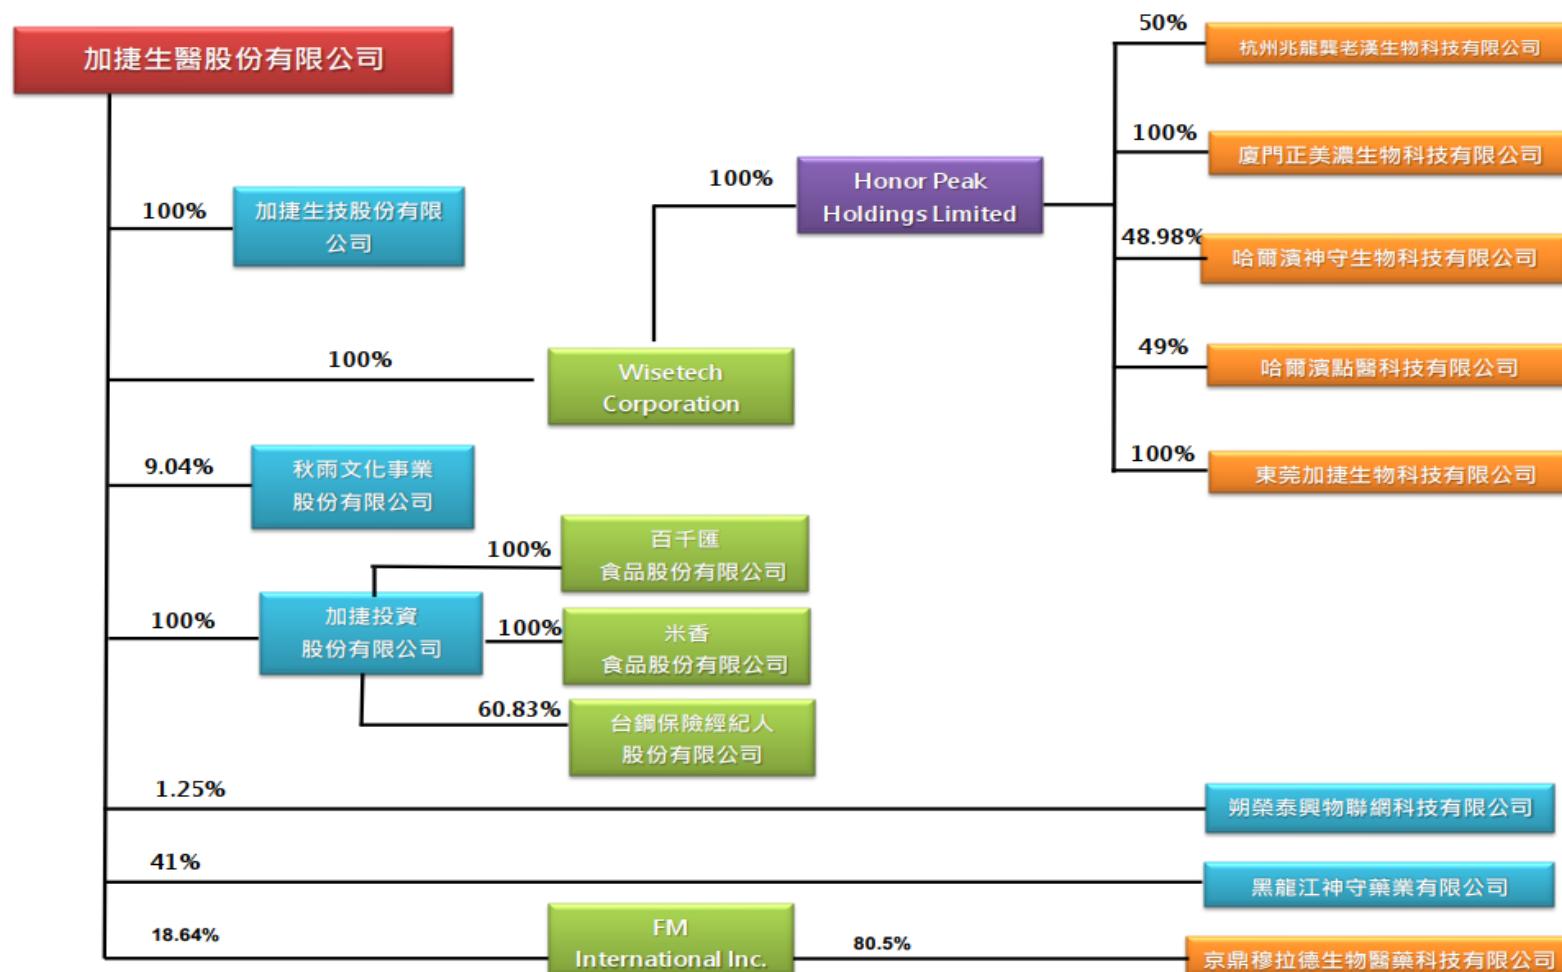 加捷生醫股份有限公司
100%
加捷生技股份有限
公司
100%
Wisetech
Corporation
100%
Honor Peak
Holdings Limited
50%
杭州兆龍龔老漢生物科技有限公司
100%
廈門正美濃生物科技有限公司
48.98%
哈爾濱神守生物科技有限公司
49%
哈爾濱點醫科技有限公司
100%
東莞加捷生物科技有限公司
9.04%
秋雨文化事業
股份有限公司
100%
加捷投資
股份有限公司
100%
百千匯
食品股份有限公司
100%
米香
食品股份有限公司
60.83%
台鋼保險經紀人
股份有限公司
1.25%
朔榮泰興物聯網科技有限公司
41%
黑龍江神守藥業有限公司
18.64%
FM
International Inc.
80.5%
京鼎穆拉德生物醫藥科技有限公司